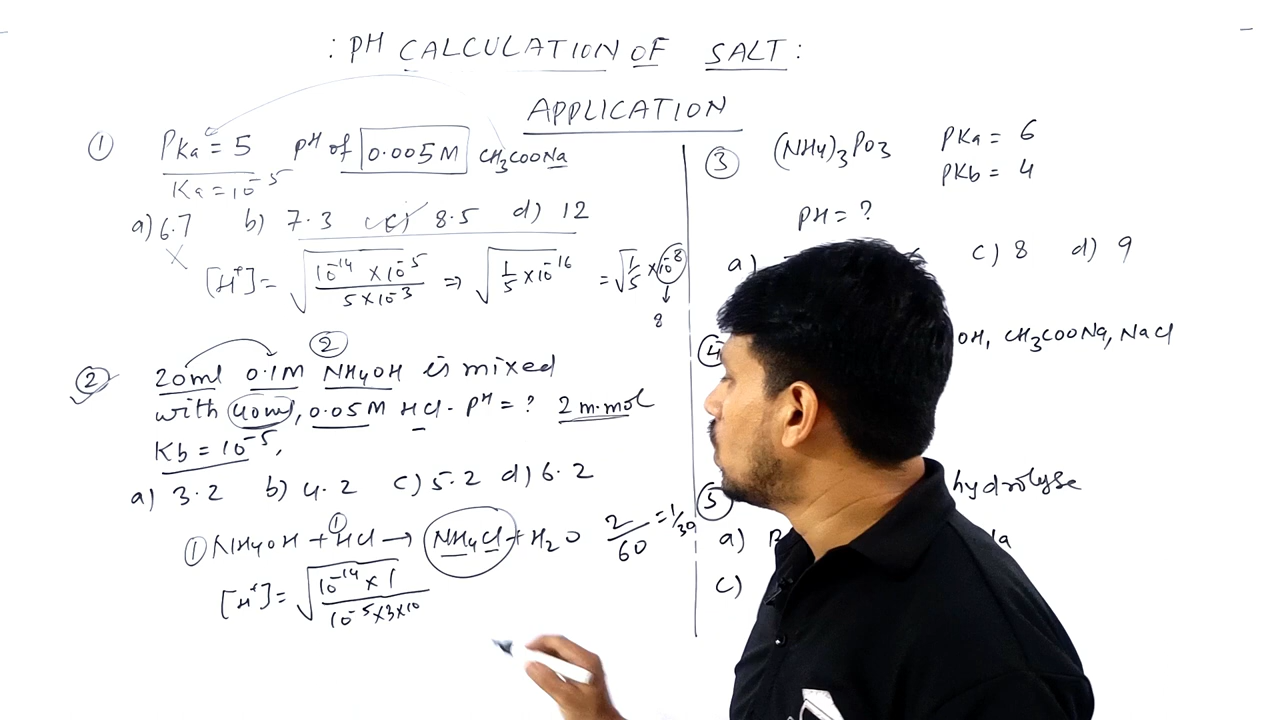 : PH CALCULATION OF SALT :
APPLICATION
① PKa = 5 PH of 0.005M CH₃COONa
Ka = 10⁻⁵
a) 6.7 b) 7.3 c) 8.5 d) 12
[H⁺] = √(10⁻¹⁴ × 10⁻⁵ / 5×10⁻³) ⇒ √(1/5 × 10⁻¹⁶) = √(1/5) × 10⁻⁸
8
②
② 20ml 0.1M NH4OH is mixed
with 40ml, 0.05M HCl. PH = ? 2 m.mol
Kb = 10⁻⁵,
a) 3.2 b) 4.2 c) 5.2 d) 6.2
① NH4OH + ① HCl → NH4Cl + H2O 2/60 = 1/30
[H⁺] = √(10⁻¹⁴ × 1 / 10⁻⁵ × 3×10)
③ (NH4)3PO3 PKa = 6
PKb = 4
PH = ?
a) c) 8 d) 9
④ OH, CH3COONa, NaCl
⑤ hydrolyse
a)
c)